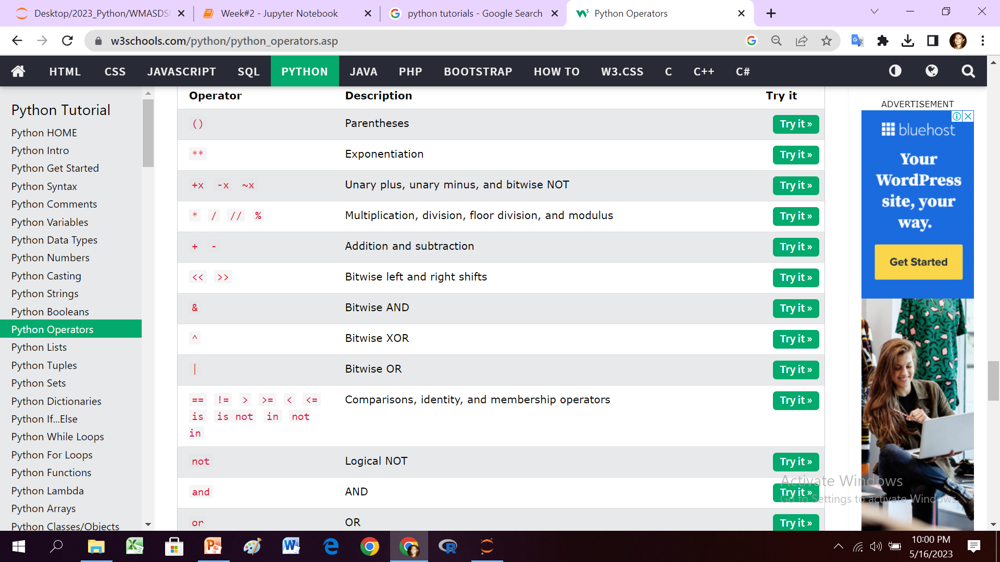 Desktop/2023_Python/WMASDS
Week#2 - Jupyter Notebook
python tutorials - Google Search
Python Operators
w3schools.com/python/python_operators.asp
HTML CSS JAVASCRIPT SQL PYTHON JAVA PHP BOOTSTRAP HOW TO W3.CSS C C++ C#
Python Tutorial
Python HOME
Python Intro
Python Get Started
Python Syntax
Python Comments
Python Variables
Python Data Types
Python Numbers
Python Casting
Python Strings
Python Booleans
Python Operators
Python Lists
Python Tuples
Python Sets
Python Dictionaries
Python If...Else
Python While Loops
Python For Loops
Python Functions
Python Lambda
Python Arrays
Python Classes/Objects
Operator Description Try it
() Parentheses Try it »
** Exponentiation Try it »
+x -x ~x Unary plus, unary minus, and bitwise NOT Try it »
* / // % Multiplication, division, floor division, and modulus Try it »
+ - Addition and subtraction Try it »
<< >> Bitwise left and right shifts Try it »
& Bitwise AND Try it »
^ Bitwise XOR Try it »
| Bitwise OR Try it »
== != > >= < <= Comparisons, identity, and membership operators Try it »
is is not in not
in
not Logical NOT Try it »
and AND Try it »
or OR Try it »
ADVERTISEMENT
bluehost
Your
WordPress
site, your
way.
Get Started
Activate Windows
Go to Settings to activate Windows.
10:00 PM
5/16/2023